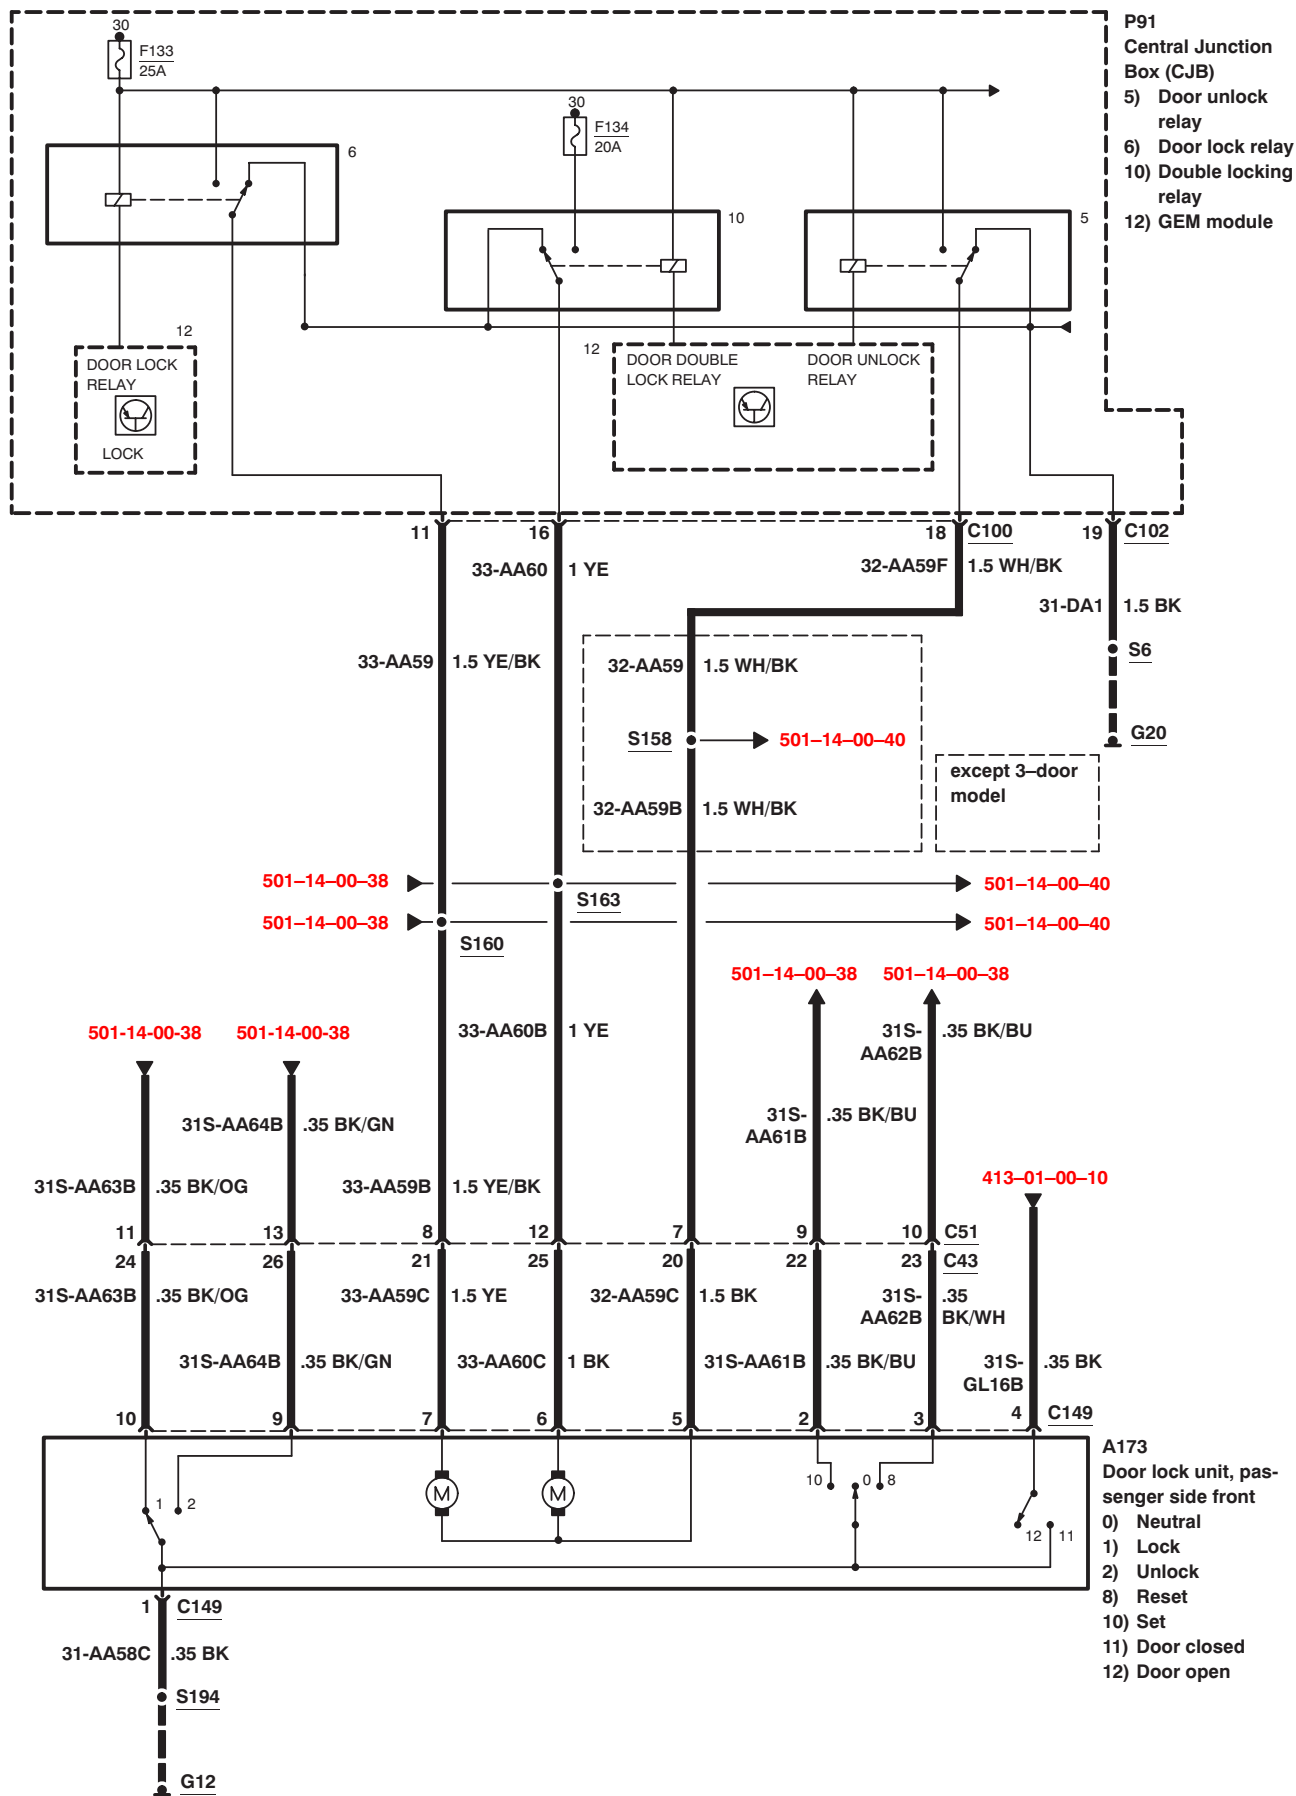 30
F133
25A
P91
Central Junction
Box (CJB)
5) Door unlock
relay
6) Door lock relay
10) Double locking
relay
12) GEM module
30
F134
20A
6
10
5
12
DOOR LOCK
RELAY
LOCK
12
DOOR DOUBLE
LOCK RELAY
DOOR UNLOCK
RELAY
11
16
18
C100
19
C102
33-AA60
1 YE
32-AA59F
1.5 WH/BK
31-DA1
1.5 BK
33-AA59
1.5 YE/BK
32-AA59
1.5 WH/BK
S6
S158
501–14–00–40
G20
except 3–door
model
32-AA59B
1.5 WH/BK
501–14–00–38
S163
501–14–00–40
501–14–00–38
S160
501–14–00–40
501–14–00–38
501–14–00–38
501-14-00-38
501-14-00-38
33-AA60B
1 YE
31S-
AA62B
.35 BK/BU
31S-AA64B
.35 BK/GN
31S-
AA61B
.35 BK/BU
31S-AA63B
.35 BK/OG
33-AA59B
1.5 YE/BK
413–01–00–10
11
13
8
12
7
9
10
C51
24
26
21
25
20
22
23
C43
31S-AA63B
.35 BK/OG
33-AA59C
1.5 YE
32-AA59C
1.5 BK
31S-
AA62B
.35
BK/WH
31S-AA64B
.35 BK/GN
33-AA60C
1 BK
31S-AA61B
.35 BK/BU
31S-
GL16B
.35 BK
10
9
7
6
5
2
3
4
C149
A173
Door lock unit, pas-
senger side front
0) Neutral
1) Lock
2) Unlock
8) Reset
10) Set
11) Door closed
12) Door open
1
2
M
M
10
0
8
12
11
1
C149
31-AA58C
.35 BK
S194
G12